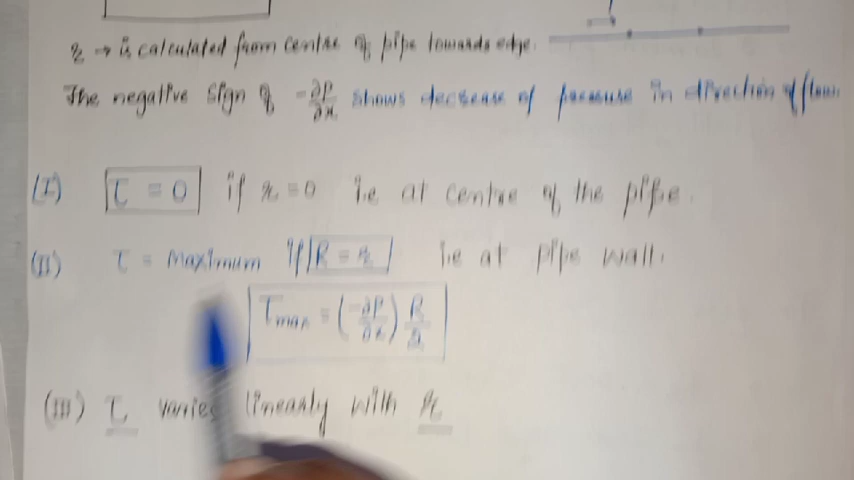 r → is calculated from centre of pipe towards edge.
The negative sign of -∂P/∂x shows decrease of pressure in direction of flow.
(I) τ = 0 if r = 0 i.e at centre of the pipe.
(II) τ = maximum if R = r i.e at pipe wall.
τmax = (-∂P/∂x) R/2
(III) τ varies linearly with r